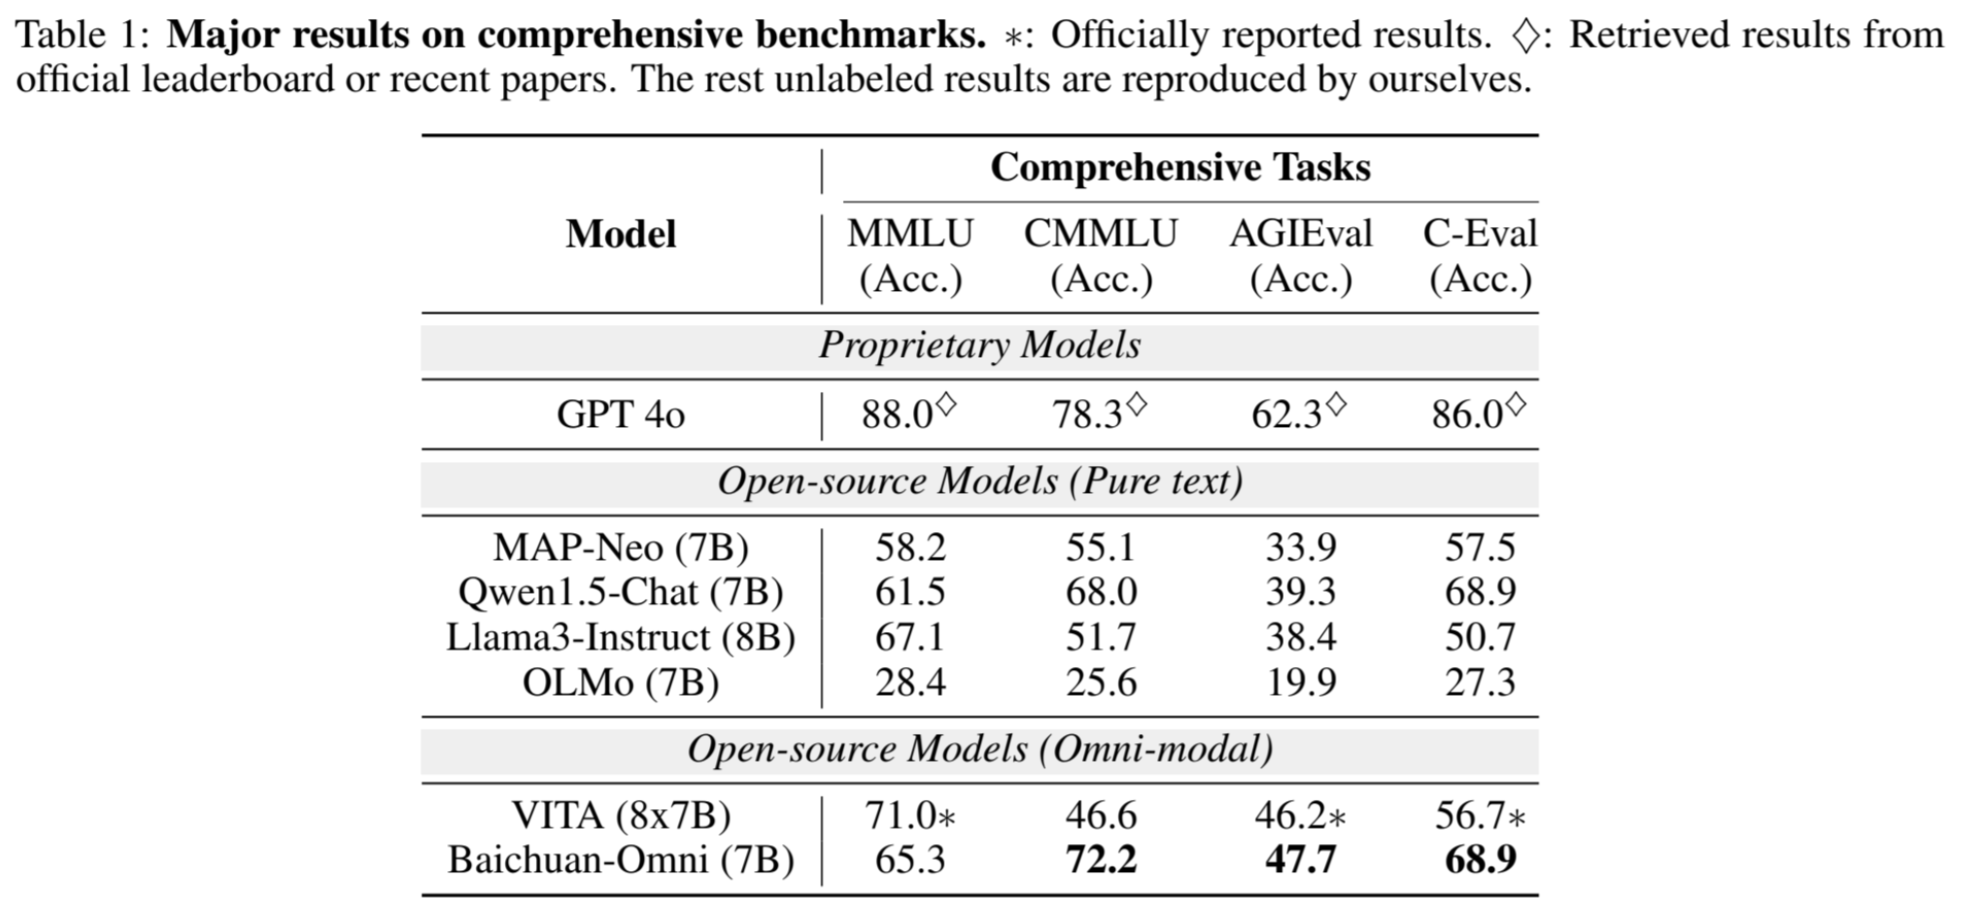 Table 1: Major results on comprehensive benchmarks. ∗: Officially reported results. ◇: Retrieved results from
official leaderboard or recent papers. The rest unlabeled results are reproduced by ourselves.
Comprehensive Tasks
Model MMLU CMMLU AGIEval C-Eval
(Acc.) (Acc.) (Acc.) (Acc.)
Proprietary Models
GPT 4o 88.0◇ 78.3◇ 62.3◇ 86.0◇
Open-source Models (Pure text)
MAP-Neo (7B) 58.2 55.1 33.9 57.5
Qwen1.5-Chat (7B) 61.5 68.0 39.3 68.9
Llama3-Instruct (8B) 67.1 51.7 38.4 50.7
OLMo (7B) 28.4 25.6 19.9 27.3
Open-source Models (Omni-modal)
VITA (8x7B) 71.0∗ 46.6 46.2∗ 56.7∗
Baichuan-Omni (7B) 65.3 72.2 47.7 68.9